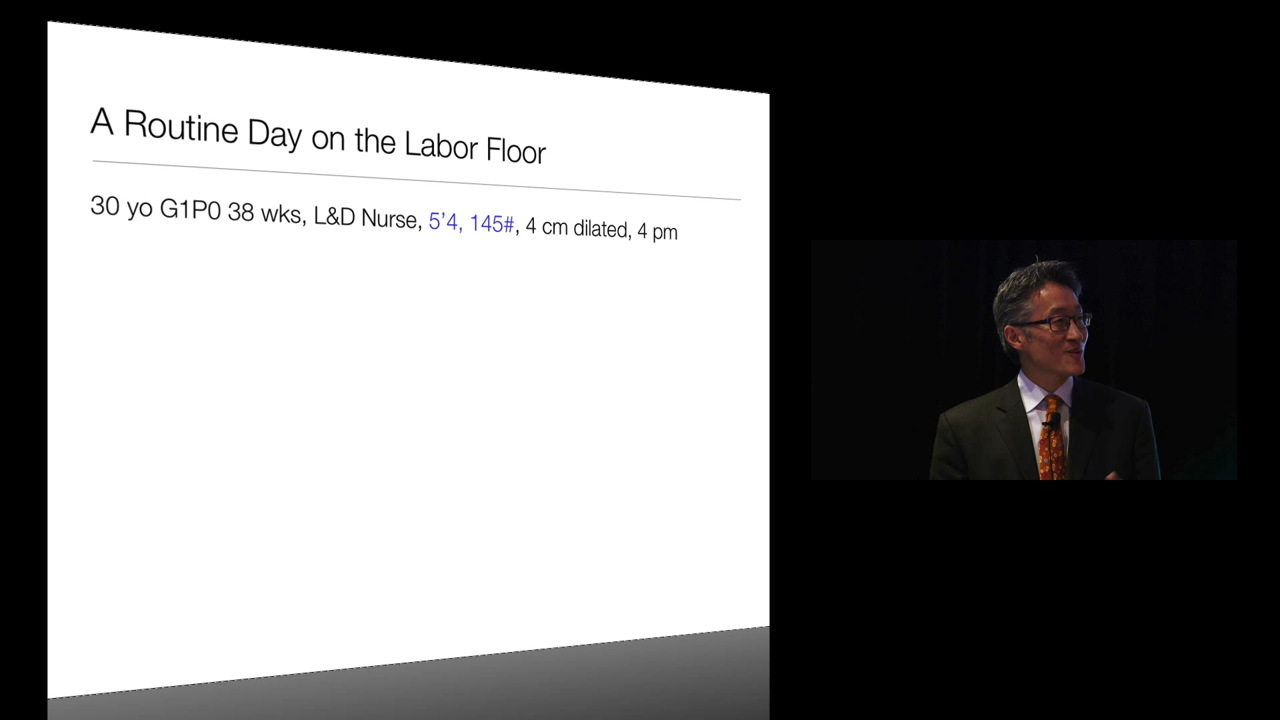 A Routine Day on the Labor Floor
30 yo G1P0 38 wks, L&D Nurse, 5'4, 145#, 4 cm dilated, 4 pm